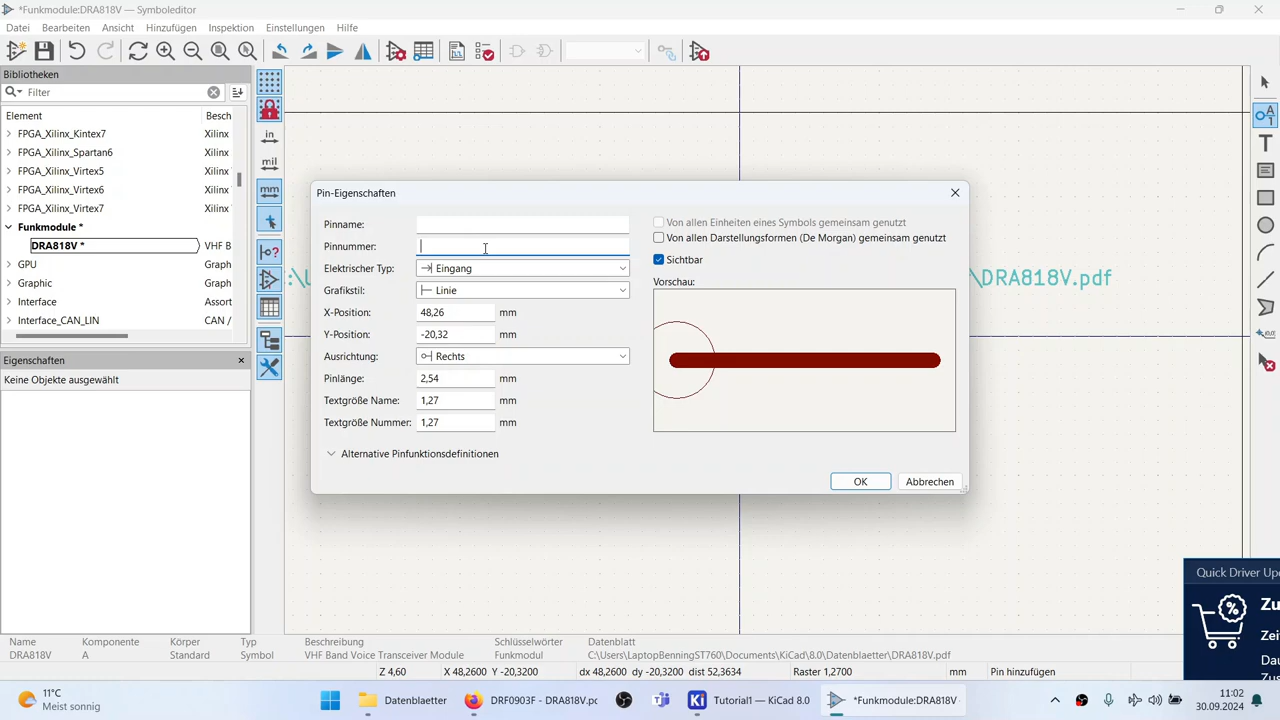 *Funkmodule:DRA818V — Symboleditor
Datei Bearbeiten Ansicht Hinzufügen Inspektion Einstellungen Hilfe
Bibliotheken
Filter
Element Besch
FPGA_Xilinx_Kintex7 Xilinx
FPGA_Xilinx_Spartan6 Xilinx
FPGA_Xilinx_Virtex5 Xilinx
FPGA_Xilinx_Virtex6 Xilinx
FPGA_Xilinx_Virtex7 Xilinx
Funkmodule *
DRA818V * VHF B
GPU Graph
Graphic Graph
Interface Assort
Interface_CAN_LIN CAN /
Eigenschaften
Keine Objekte ausgewählt
in
mil
mm
:\U
\DRA818V.pdf
Pin-Eigenschaften
Pinname:
Pinnummer:
Elektrischer Typ: Eingang
Grafikstil: Linie
X-Position: 48,26 mm
Y-Position: -20,32 mm
Ausrichtung: Rechts
Pinlänge: 2,54 mm
Textgröße Name: 1,27 mm
Textgröße Nummer: 1,27 mm
Alternative Pinfunktionsdefinitionen
Von allen Einheiten eines Symbols gemeinsam genutzt
Von allen Darstellungsformen (De Morgan) gemeinsam genutzt
Sichtbar
Vorschau:
OK Abbrechen
Quick Driver Up
Zu
Zei
Dau
Zus
Name Komponente Körper Typ Beschreibung Schlüsselwörter Datenblatt
DRA818V A Standard Symbol VHF Band Voice Transceiver Module Funkmodul C:\Users\LaptopBenningST760\Documents\KiCad\8.0\Datenblaetter\DRA818V.pdf
Z 4,60 X 48,2600 Y -20,3200 dx 48,2600 dy -20,3200 dist 52,3634 Raster 1,2700 mm Pin hinzufügen
11°C
Meist sonnig
Datenblaetter
DRF0903F - DRA818V.pc
Tutorial1 — KiCad 8.0
*Funkmodule:DRA818V
11:02
30.09.2024